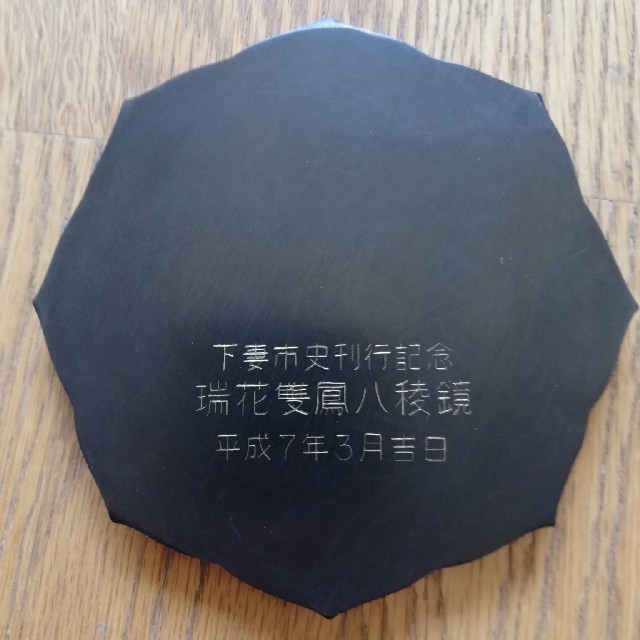 下妻市史刊行記念
瑞花隻鳳八稜鏡
平成7年3月吉日